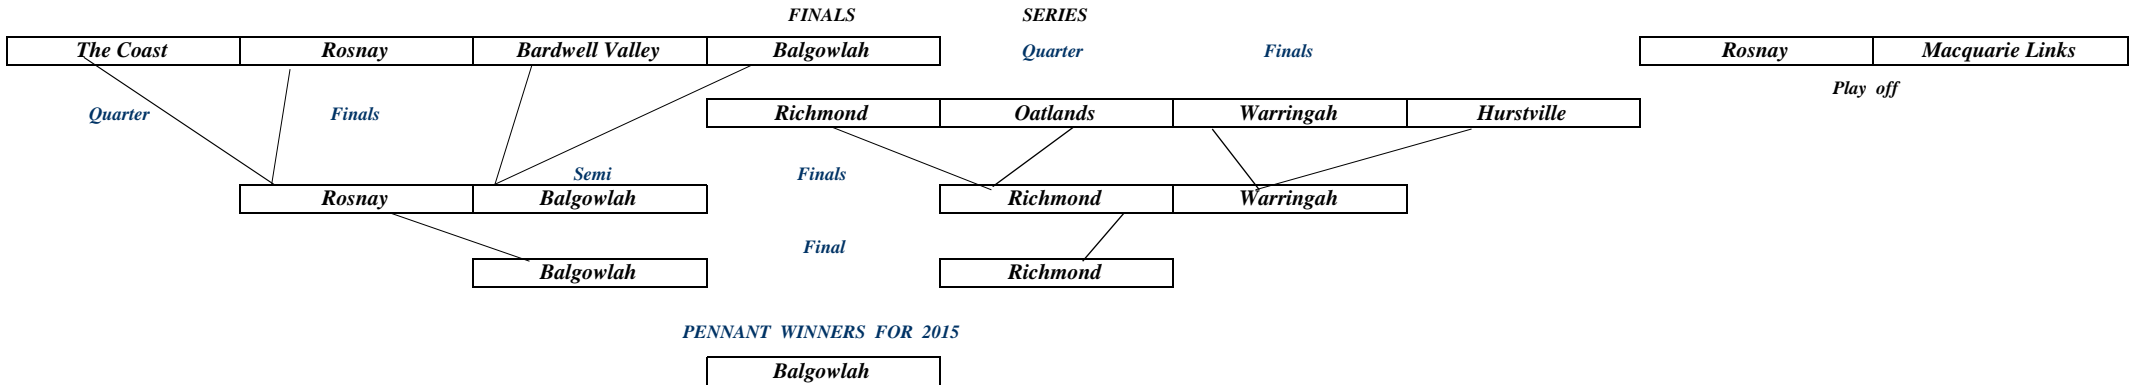 FINALS SERIES
The Coast Rosnay Bardwell Valley Balgowlah Quarter Finals Rosnay Macquarie Links
Play off
Quarter Finals Richmond Oatlands Warringah Hurstville
Semi Finals
Rosnay Balgowlah Richmond Warringah
Final
Balgowlah Richmond
PENNANT WINNERS FOR 2015
Balgowlah